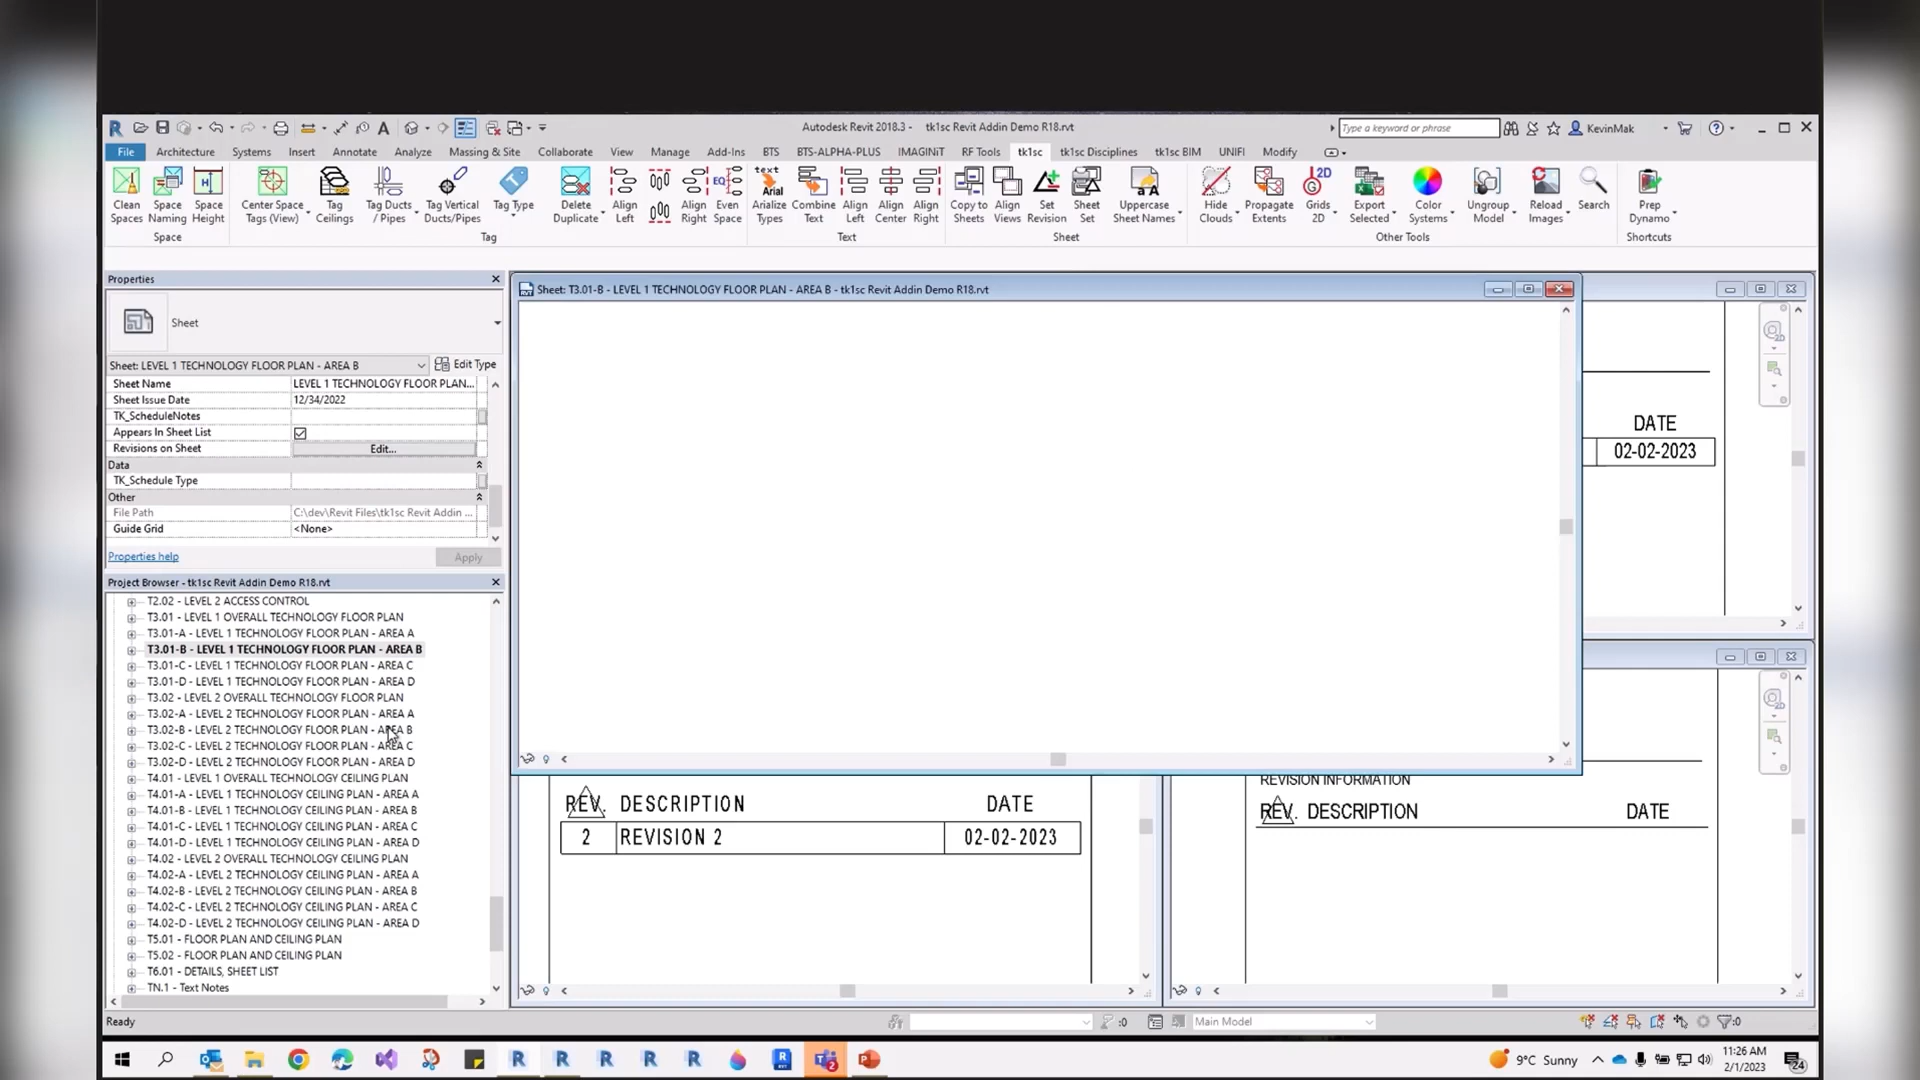 Autodesk Revit 2018.3 - tk1sc Revit Addin Demo R18.rvt
Type a keyword or phrase
KevinMak
File Architecture Systems Insert Annotate Analyze Massing & Site Collaborate View Manage Add-Ins BTS BTS-ALPHA-PLUS IMAGINiT RF Tools tk1sc tk1sc Disciplines tk1sc BIM UNIFI Modify
Clean Spaces
Space Naming
Space Height
Center Space Tags (View)
Tag Ceilings
Tag Ducts / Pipes
Tag Vertical Ducts/Pipes
Tag Type
Delete Duplicate
Align Left
Align Right
EQ
Even Space
text Arial
Arialize Types
Combine Text
Align Left
Align Center
Align Right
Copy to Sheets
Align Views
Set Revision
Sheet Set
a A
Uppercase Sheet Names
Hide Clouds
Propagate Extents
2D
Grids 2D
Export Selected
Color Systems
Ungroup Model
Reload Images
Search
Prep Dynamo
Space Tag Text Sheet Other Tools Shortcuts
Properties
Sheet
Sheet: LEVEL 1 TECHNOLOGY FLOOR PLAN - AREA B
Edit Type
Sheet Name LEVEL 1 TECHNOLOGY FLOOR PLAN...
Sheet Issue Date 12/34/2022
TK_ScheduleNotes
Appears In Sheet List
Revisions on Sheet Edit...
Data
TK_Schedule Type
Other
File Path C:\dev\Revit Files\tk1sc Revit Addin ...
Guide Grid <None>
Properties help
Apply
Project Browser - tk1sc Revit Addin Demo R18.rvt
T2.02 - LEVEL 2 ACCESS CONTROL
T3.01 - LEVEL 1 OVERALL TECHNOLOGY FLOOR PLAN
T3.01-A - LEVEL 1 TECHNOLOGY FLOOR PLAN - AREA A
T3.01-B - LEVEL 1 TECHNOLOGY FLOOR PLAN - AREA B
T3.01-C - LEVEL 1 TECHNOLOGY FLOOR PLAN - AREA C
T3.01-D - LEVEL 1 TECHNOLOGY FLOOR PLAN - AREA D
T3.02 - LEVEL 2 OVERALL TECHNOLOGY FLOOR PLAN
T3.02-A - LEVEL 2 TECHNOLOGY FLOOR PLAN - AREA A
T3.02-B - LEVEL 2 TECHNOLOGY FLOOR PLAN - AREA B
T3.02-C - LEVEL 2 TECHNOLOGY FLOOR PLAN - AREA C
T3.02-D - LEVEL 2 TECHNOLOGY FLOOR PLAN - AREA D
T4.01 - LEVEL 1 OVERALL TECHNOLOGY CEILING PLAN
T4.01-A - LEVEL 1 TECHNOLOGY CEILING PLAN - AREA A
T4.01-B - LEVEL 1 TECHNOLOGY CEILING PLAN - AREA B
T4.01-C - LEVEL 1 TECHNOLOGY CEILING PLAN - AREA C
T4.01-D - LEVEL 1 TECHNOLOGY CEILING PLAN - AREA D
T4.02 - LEVEL 2 OVERALL TECHNOLOGY CEILING PLAN
T4.02-A - LEVEL 2 TECHNOLOGY CEILING PLAN - AREA A
T4.02-B - LEVEL 2 TECHNOLOGY CEILING PLAN - AREA B
T4.02-C - LEVEL 2 TECHNOLOGY CEILING PLAN - AREA C
T4.02-D - LEVEL 2 TECHNOLOGY CEILING PLAN - AREA D
T5.01 - FLOOR PLAN AND CEILING PLAN
T5.02 - FLOOR PLAN AND CEILING PLAN
T6.01 - DETAILS, SHEET LIST
TN.1 - Text Notes
Sheet: T3.01-B - LEVEL 1 TECHNOLOGY FLOOR PLAN - AREA B - tk1sc Revit Addin Demo R18.rvt
DATE
02-02-2023
REV. DESCRIPTION DATE
2 REVISION 2 02-02-2023
REVISION INFORMATION
REV. DESCRIPTION DATE
Ready
:0
Main Model
:0
9°C Sunny
11:26 AM
2/1/2023
24